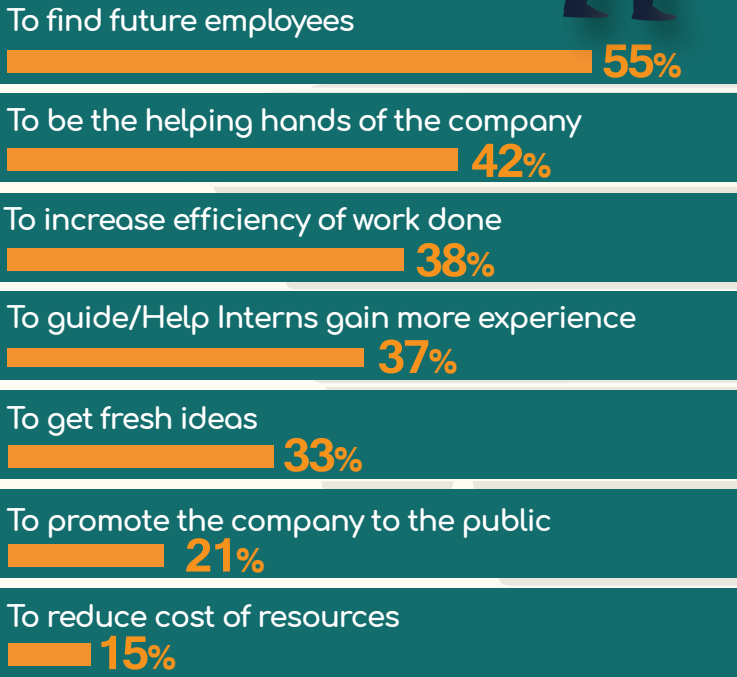 To find future employees
55%
To be the helping hands of the company
42%
To increase efficiency of work done
38%
To guide/Help Interns gain more experience
37%
To get fresh ideas
33%
To promote the company to the public
21%
To reduce cost of resources
15%